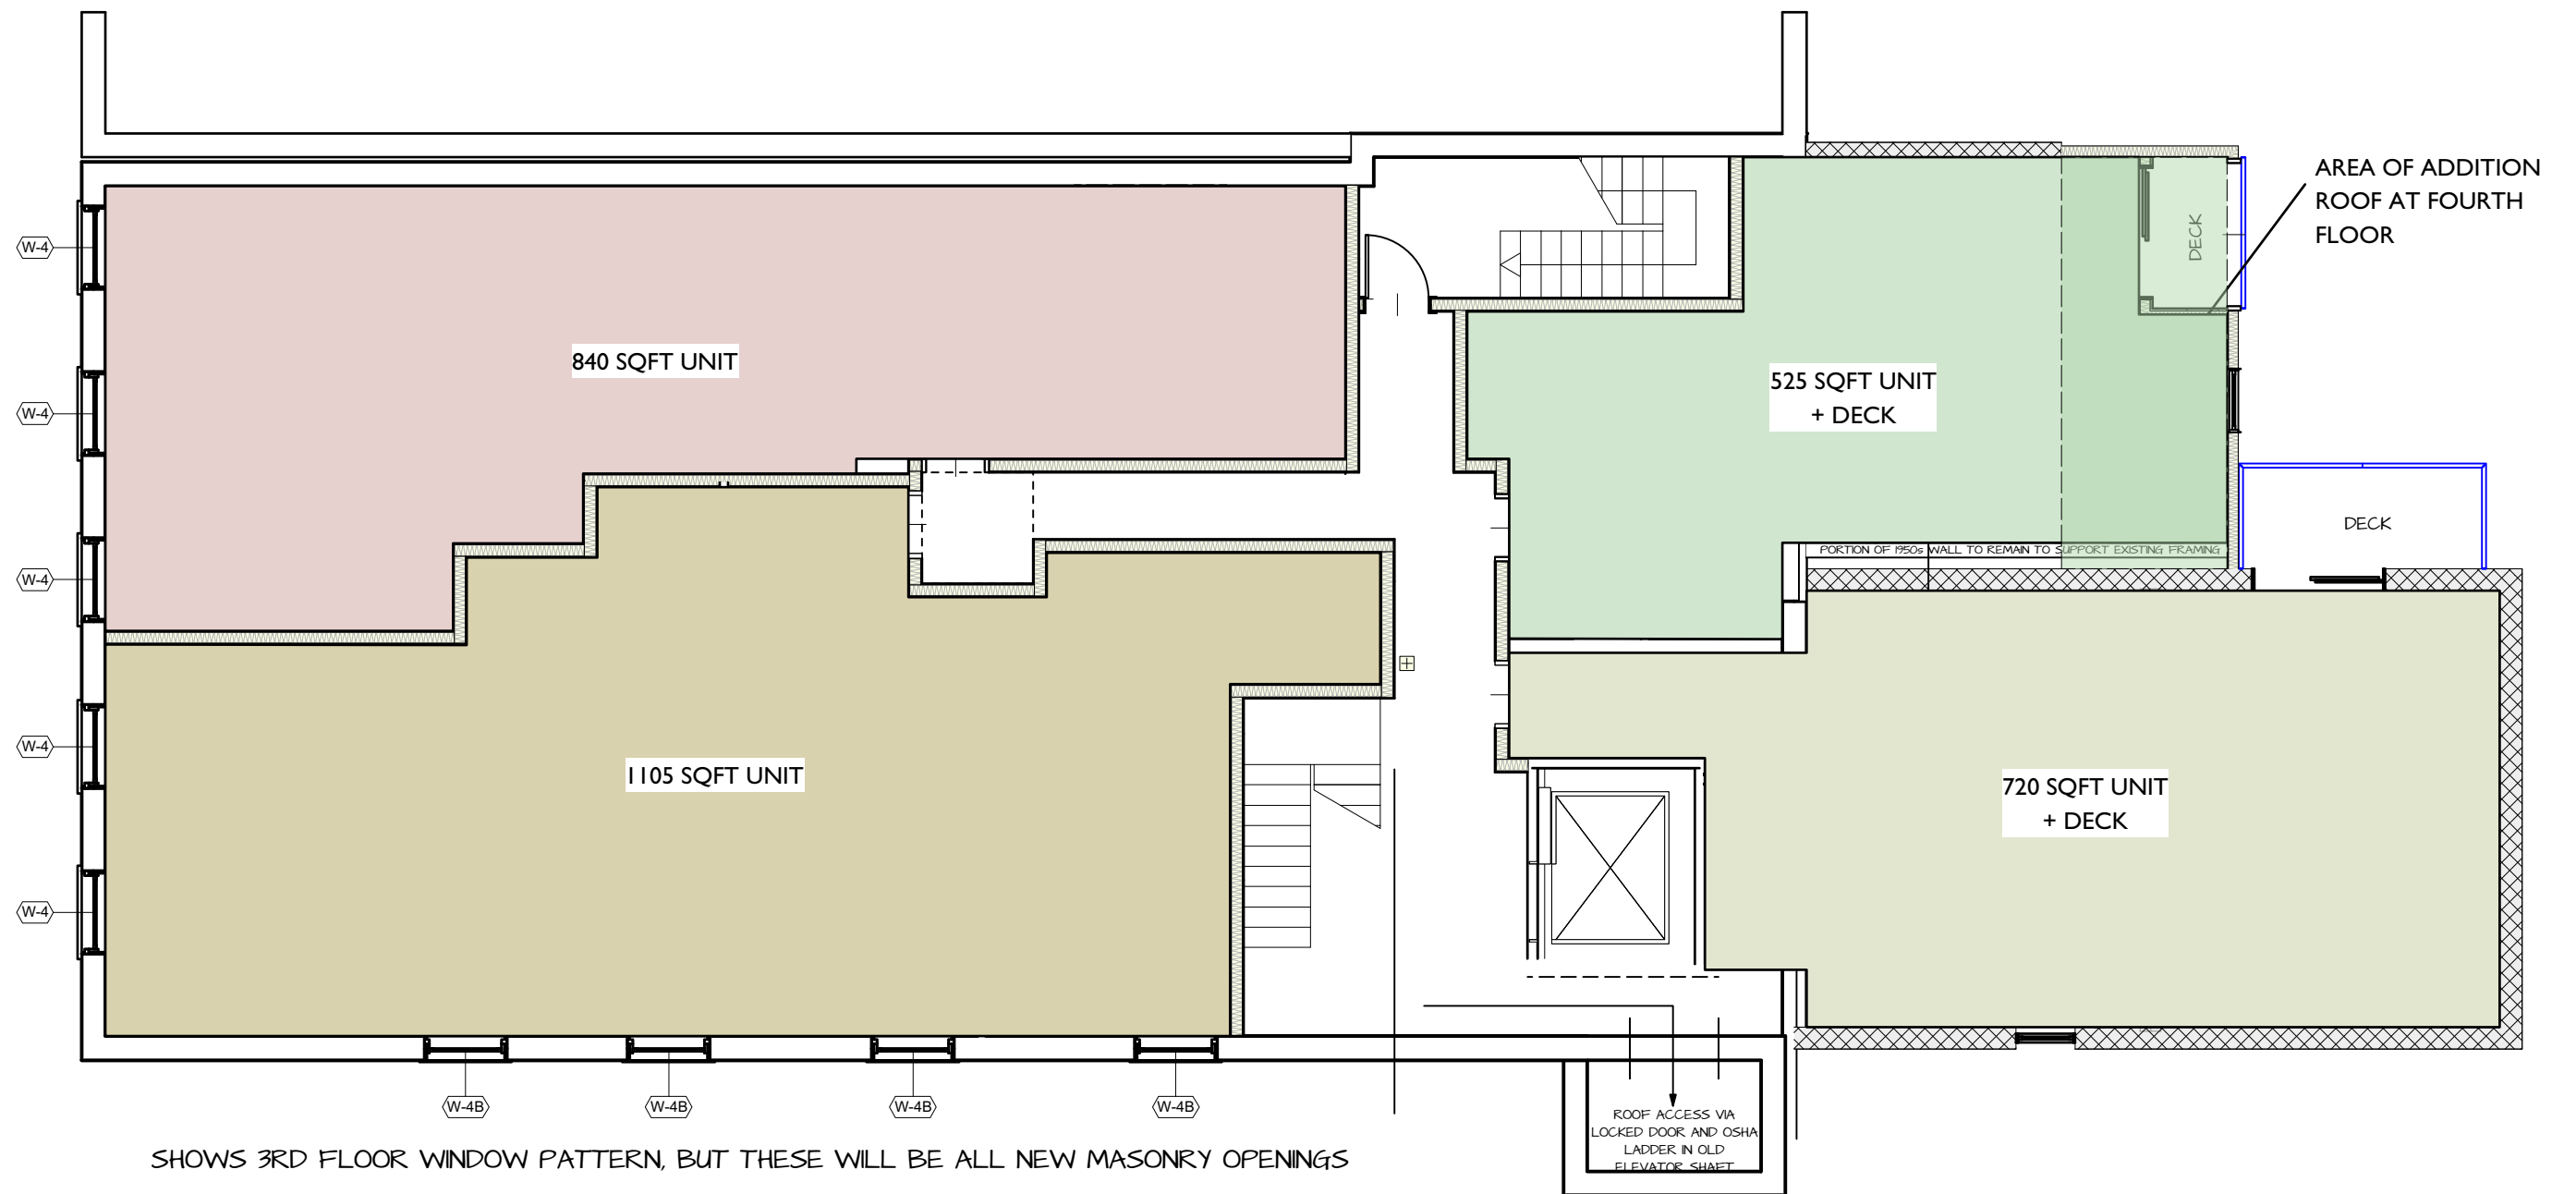 AREA OF ADDITION
ROOF AT FOURTH
FLOOR
DECK
W-4
840 SQFT UNIT
525 SQFT UNIT
+ DECK
W-4
DECK
PORTION OF 1950s WALL TO REMAIN TO SUPPORT EXISTING FRAMING
W-4
W-4
1105 SQFT UNIT
720 SQFT UNIT
+ DECK
W-4
W-4B
W-4B
W-4B
W-4B
ROOF ACCESS VIA
LOCKED DOOR AND OSHA
LADDER IN OLD
ELEVATOR SHAFT
SHOWS 3RD FLOOR WINDOW PATTERN, BUT THESE WILL BE ALL NEW MASONRY OPENINGS